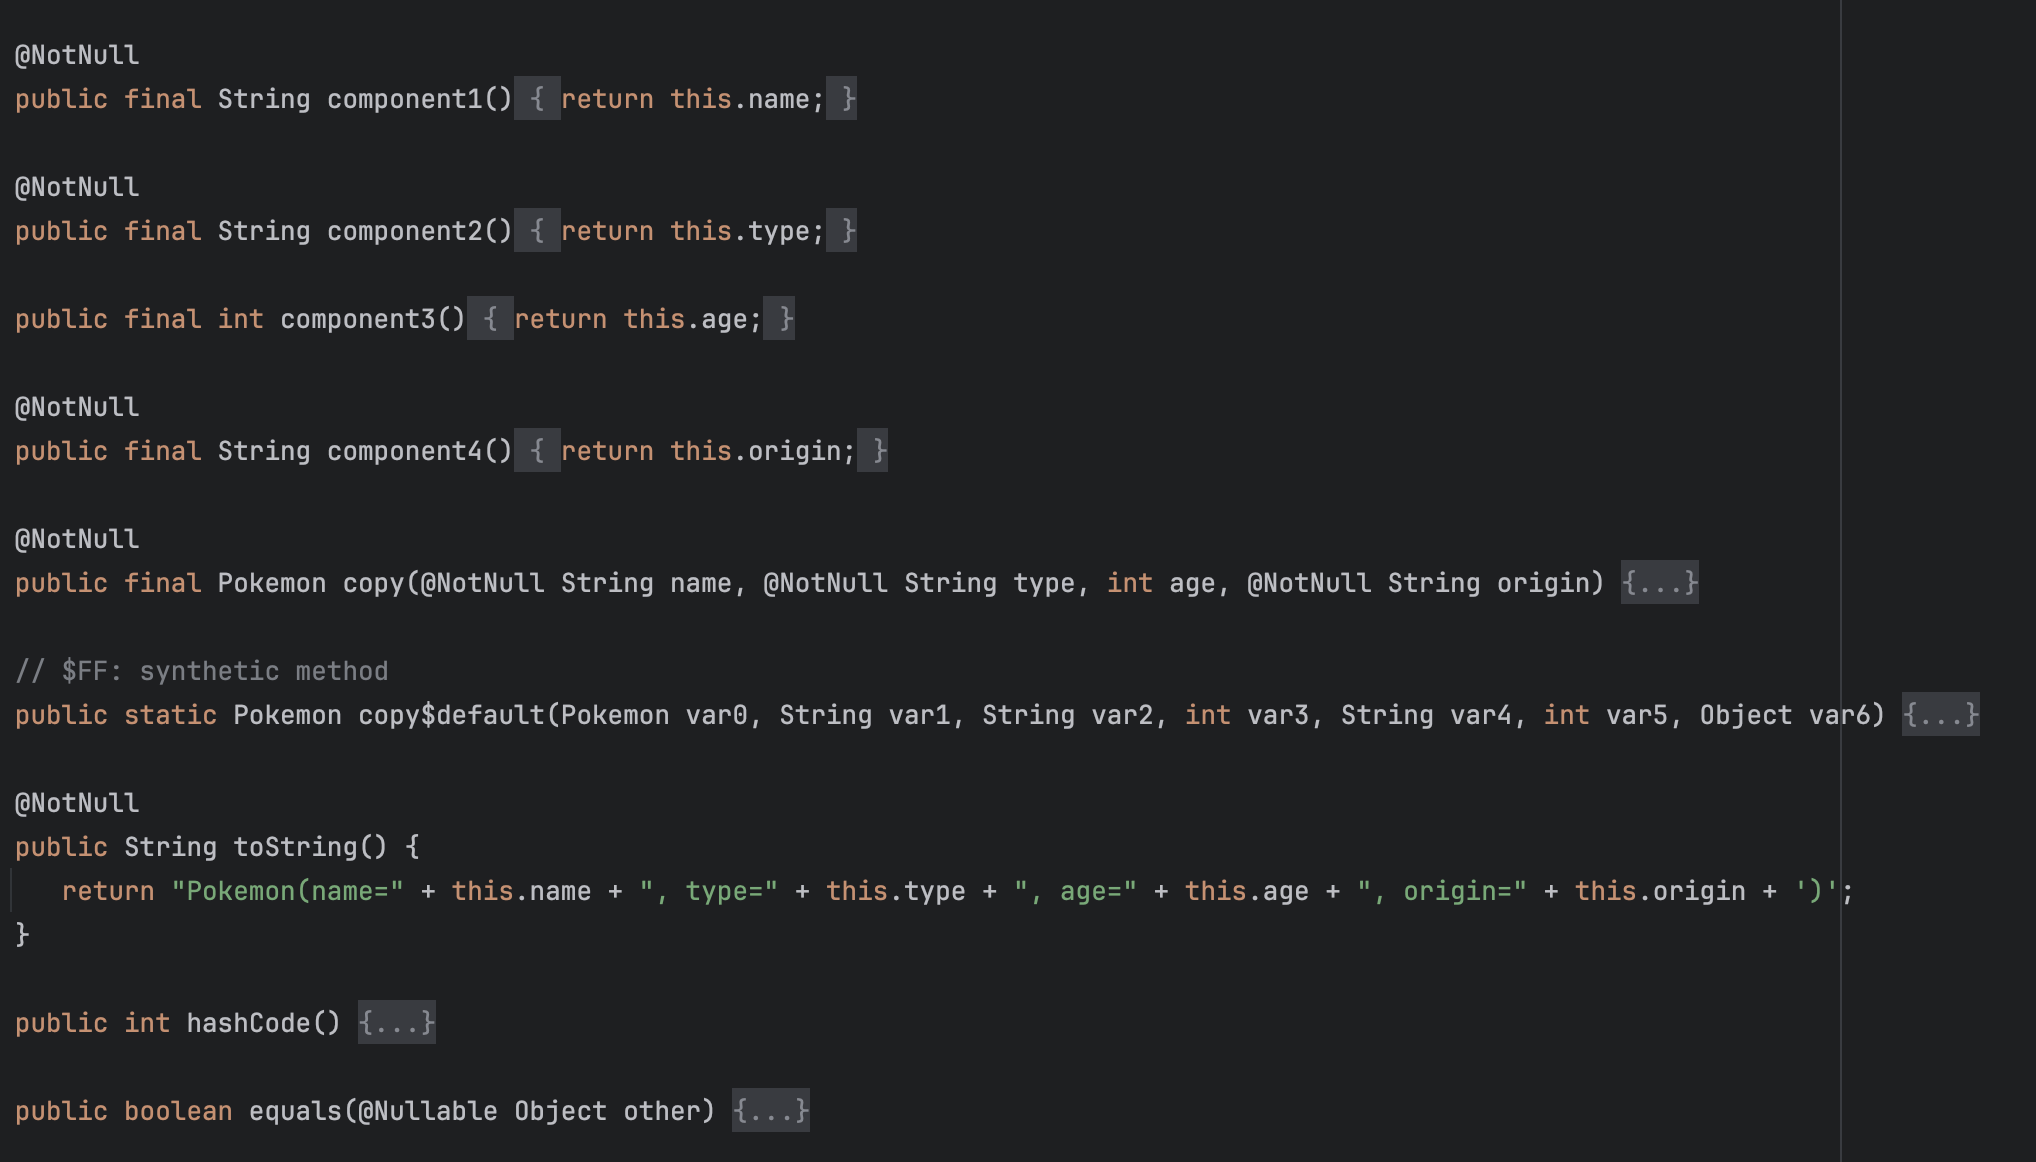 @NotNull
public final String component1() { return this.name; }
@NotNull
public final String component2() { return this.type; }
public final int component3() { return this.age; }
@NotNull
public final String component4() { return this.origin; }
@NotNull
public final Pokemon copy(@NotNull String name, @NotNull String type, int age, @NotNull String origin) {...}
// $FF: synthetic method
public static Pokemon copy$default(Pokemon var0, String var1, String var2, int var3, String var4, int var5, Object var6) {...}
@NotNull
public String toString() {
return "Pokemon(name=" + this.name + ", type=" + this.type + ", age=" + this.age + ", origin=" + this.origin + ')';
}
public int hashCode() {...}
public boolean equals(@Nullable Object other) {...}